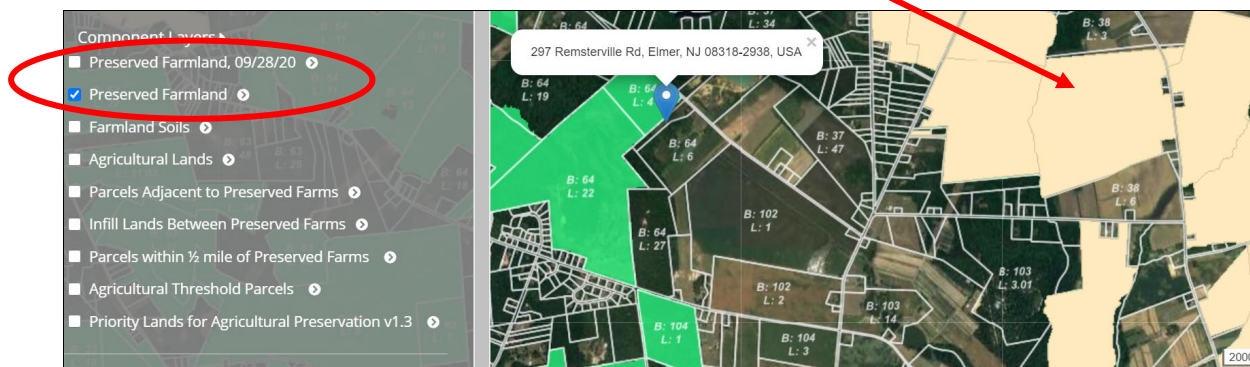 Component Layers
Preserved Farmland, 09/28/20
Preserved Farmland
Farmland Soils
Agricultural Lands
Parcels Adjacent to Preserved Farms
Infill Lands Between Preserved Farms
Parcels within ½ mile of Preserved Farms
Agricultural Threshold Parcels
Priority Lands for Agricultural Preservation v1.3
B: 64
L: 34
B: 38
L: 3
297 Remsterville Rd, Elmer, NJ 08318-2938, USA
×
B: 64
L: 19
B: 64
L: 4
B: 64
L: 6
B: 37
L: 47
B: 64
L: 22
B: 38
L: 6
B: 102
L: 1
B: 64
L: 27
B: 103
L: 3.01
B: 102
L: 2
B: 103
L: 14
B: 104
L: 1
B: 104
L: 3